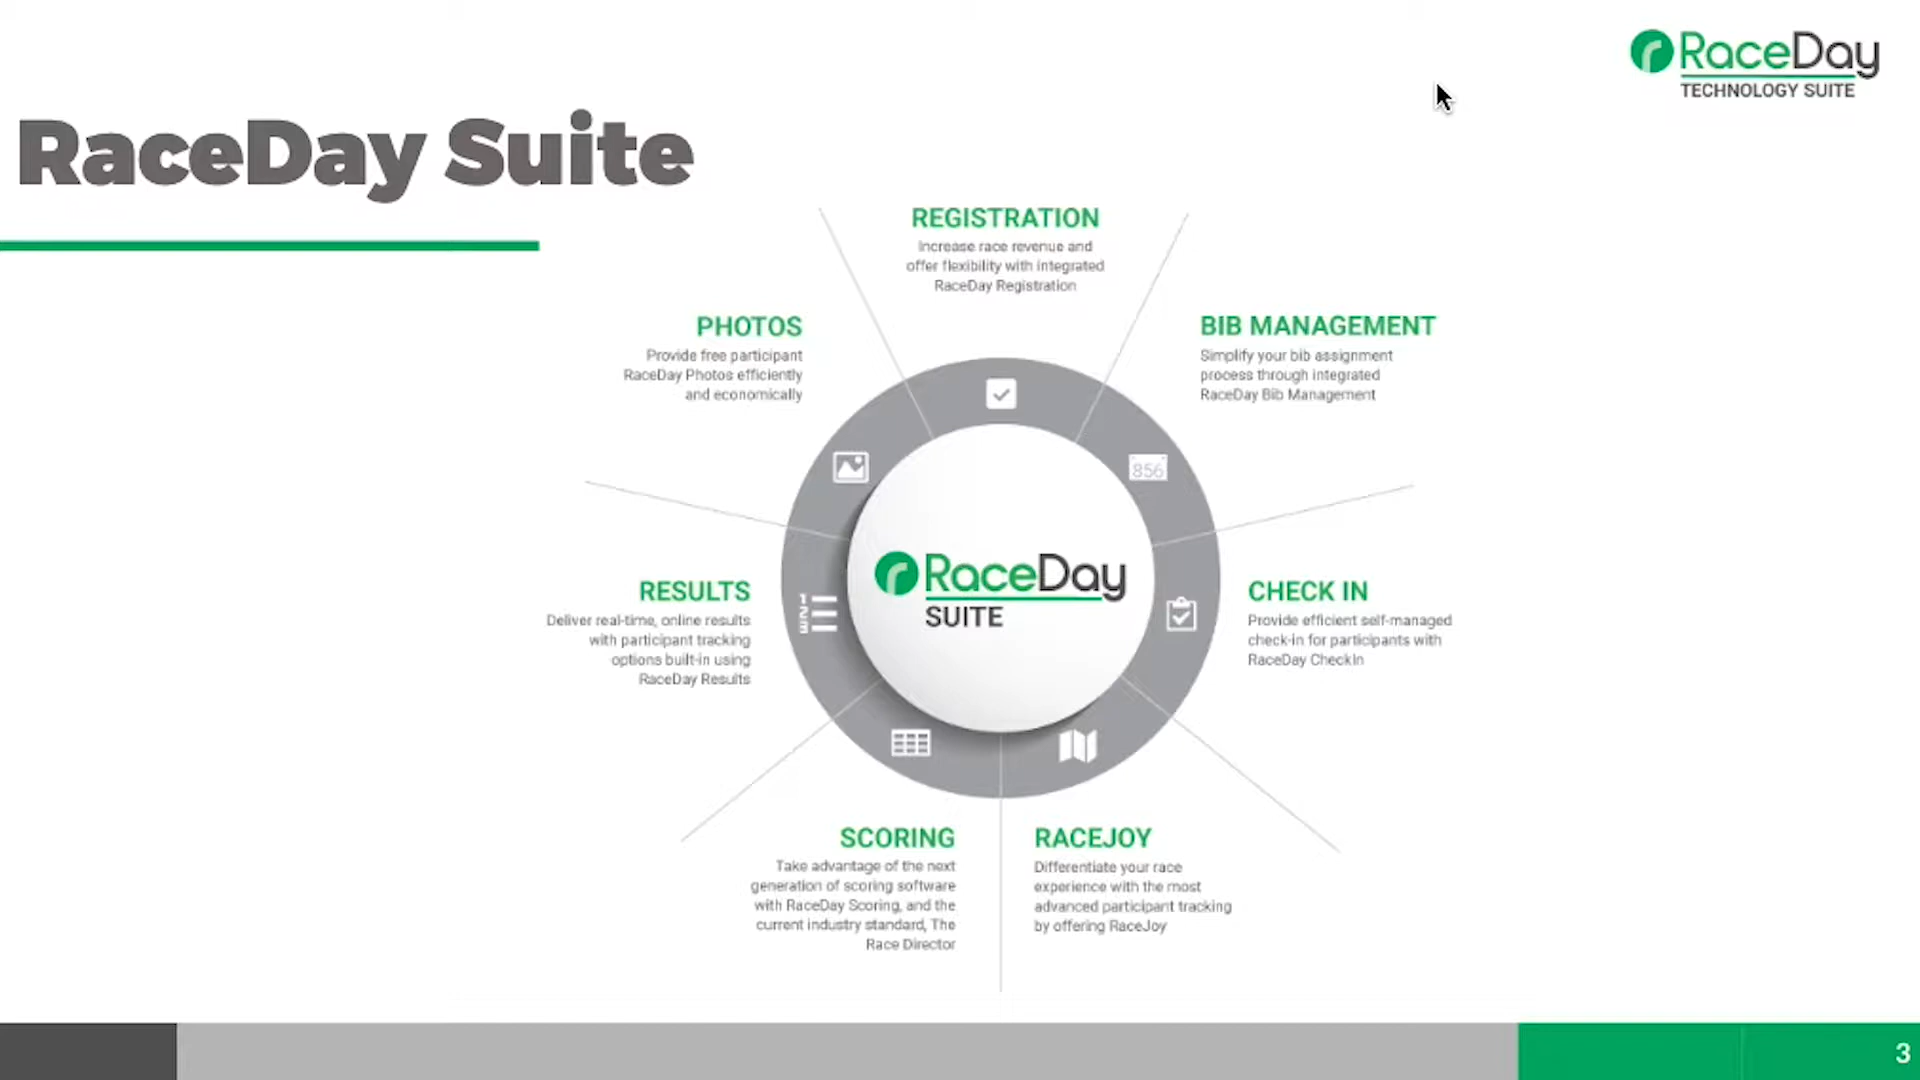 RaceDay
TECHNOLOGY SUITE
RaceDay Suite
REGISTRATION
Increase race revenue and
offer flexibility with integrated
RaceDay Registration
PHOTOS
Provide free participant
RaceDay Photos efficiently
and economically
BIB MANAGEMENT
Simplify your bib assignment
process through integrated
RaceDay Bib Management
856
RaceDay
SUITE
RESULTS
Deliver real-time, online results
with participant tracking
options built-in using
RaceDay Results
1
2
3
CHECK IN
Provide efficient self-managed
check-in for participants with
RaceDay CheckIn
SCORING
Take advantage of the next
generation of scoring software
with RaceDay Scoring, and the
current industry standard, The
Race Director
RACEJOY
Differentiate your race
experience with the most
advanced participant tracking
by offering RaceJoy
3